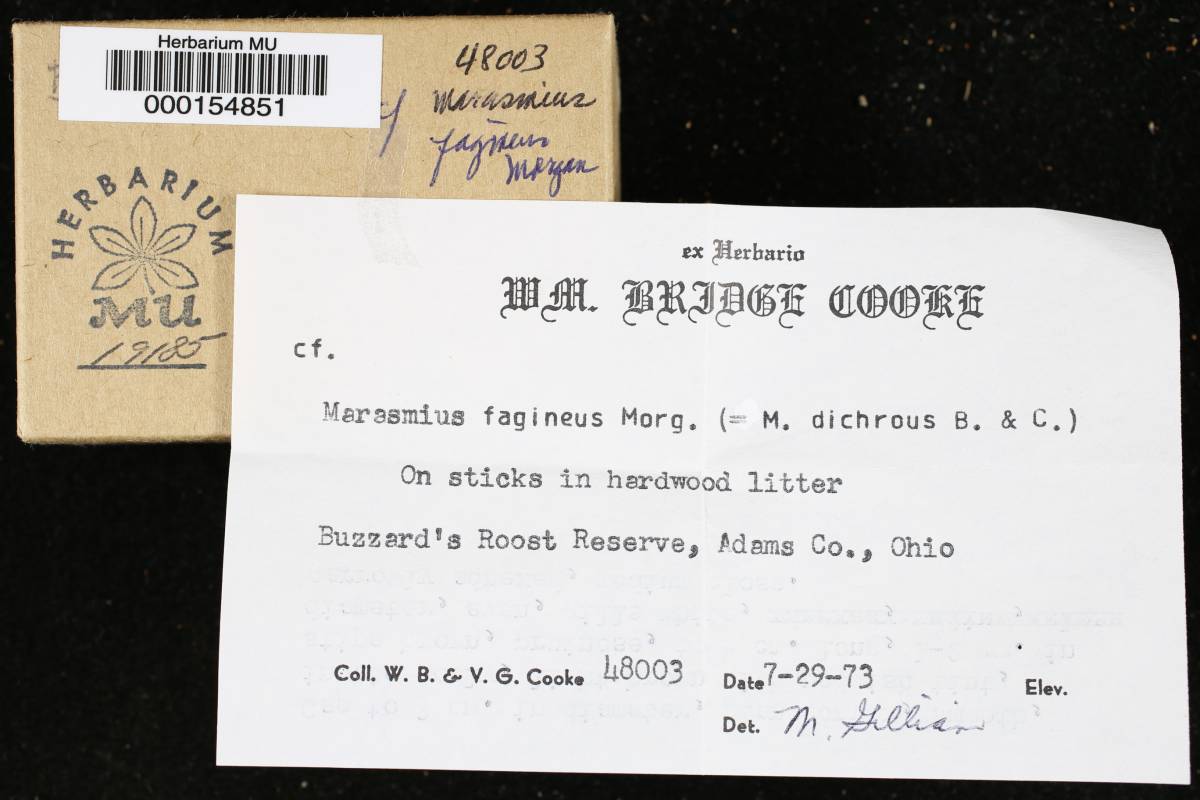 Herbarium MU
000154851
48003
Marasmius
fagineus
Morgan
cf
HERBARIUM
MU
19185
ex Herbario
WM. BRIDGE COOKE
cf.
Marasmius fagineus Morg. (= M. dichrous B. & C.)
On sticks in hardwood litter
Buzzard's Roost Reserve, Adams Co., Ohio
Coll. W. B. & V. G. Cooke 48003 Date 7-29-73 Elev.
Det. M. Gilliam